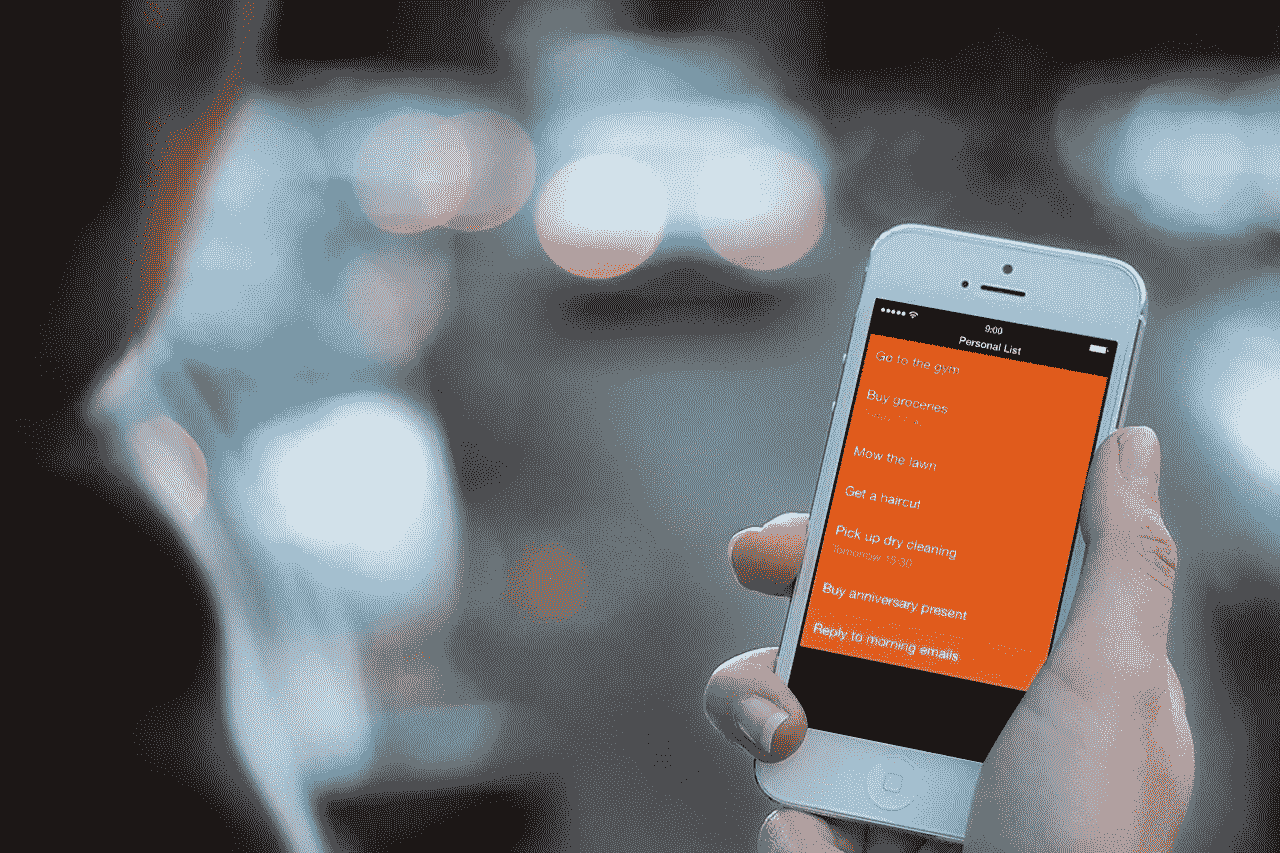 9:00
Personal List
Go to the gym
Buy groceries
Mow the lawn
Get a haircut
Pick up dry cleaning
Tomorrow 15:30
Buy anniversary present
Reply to morning emails